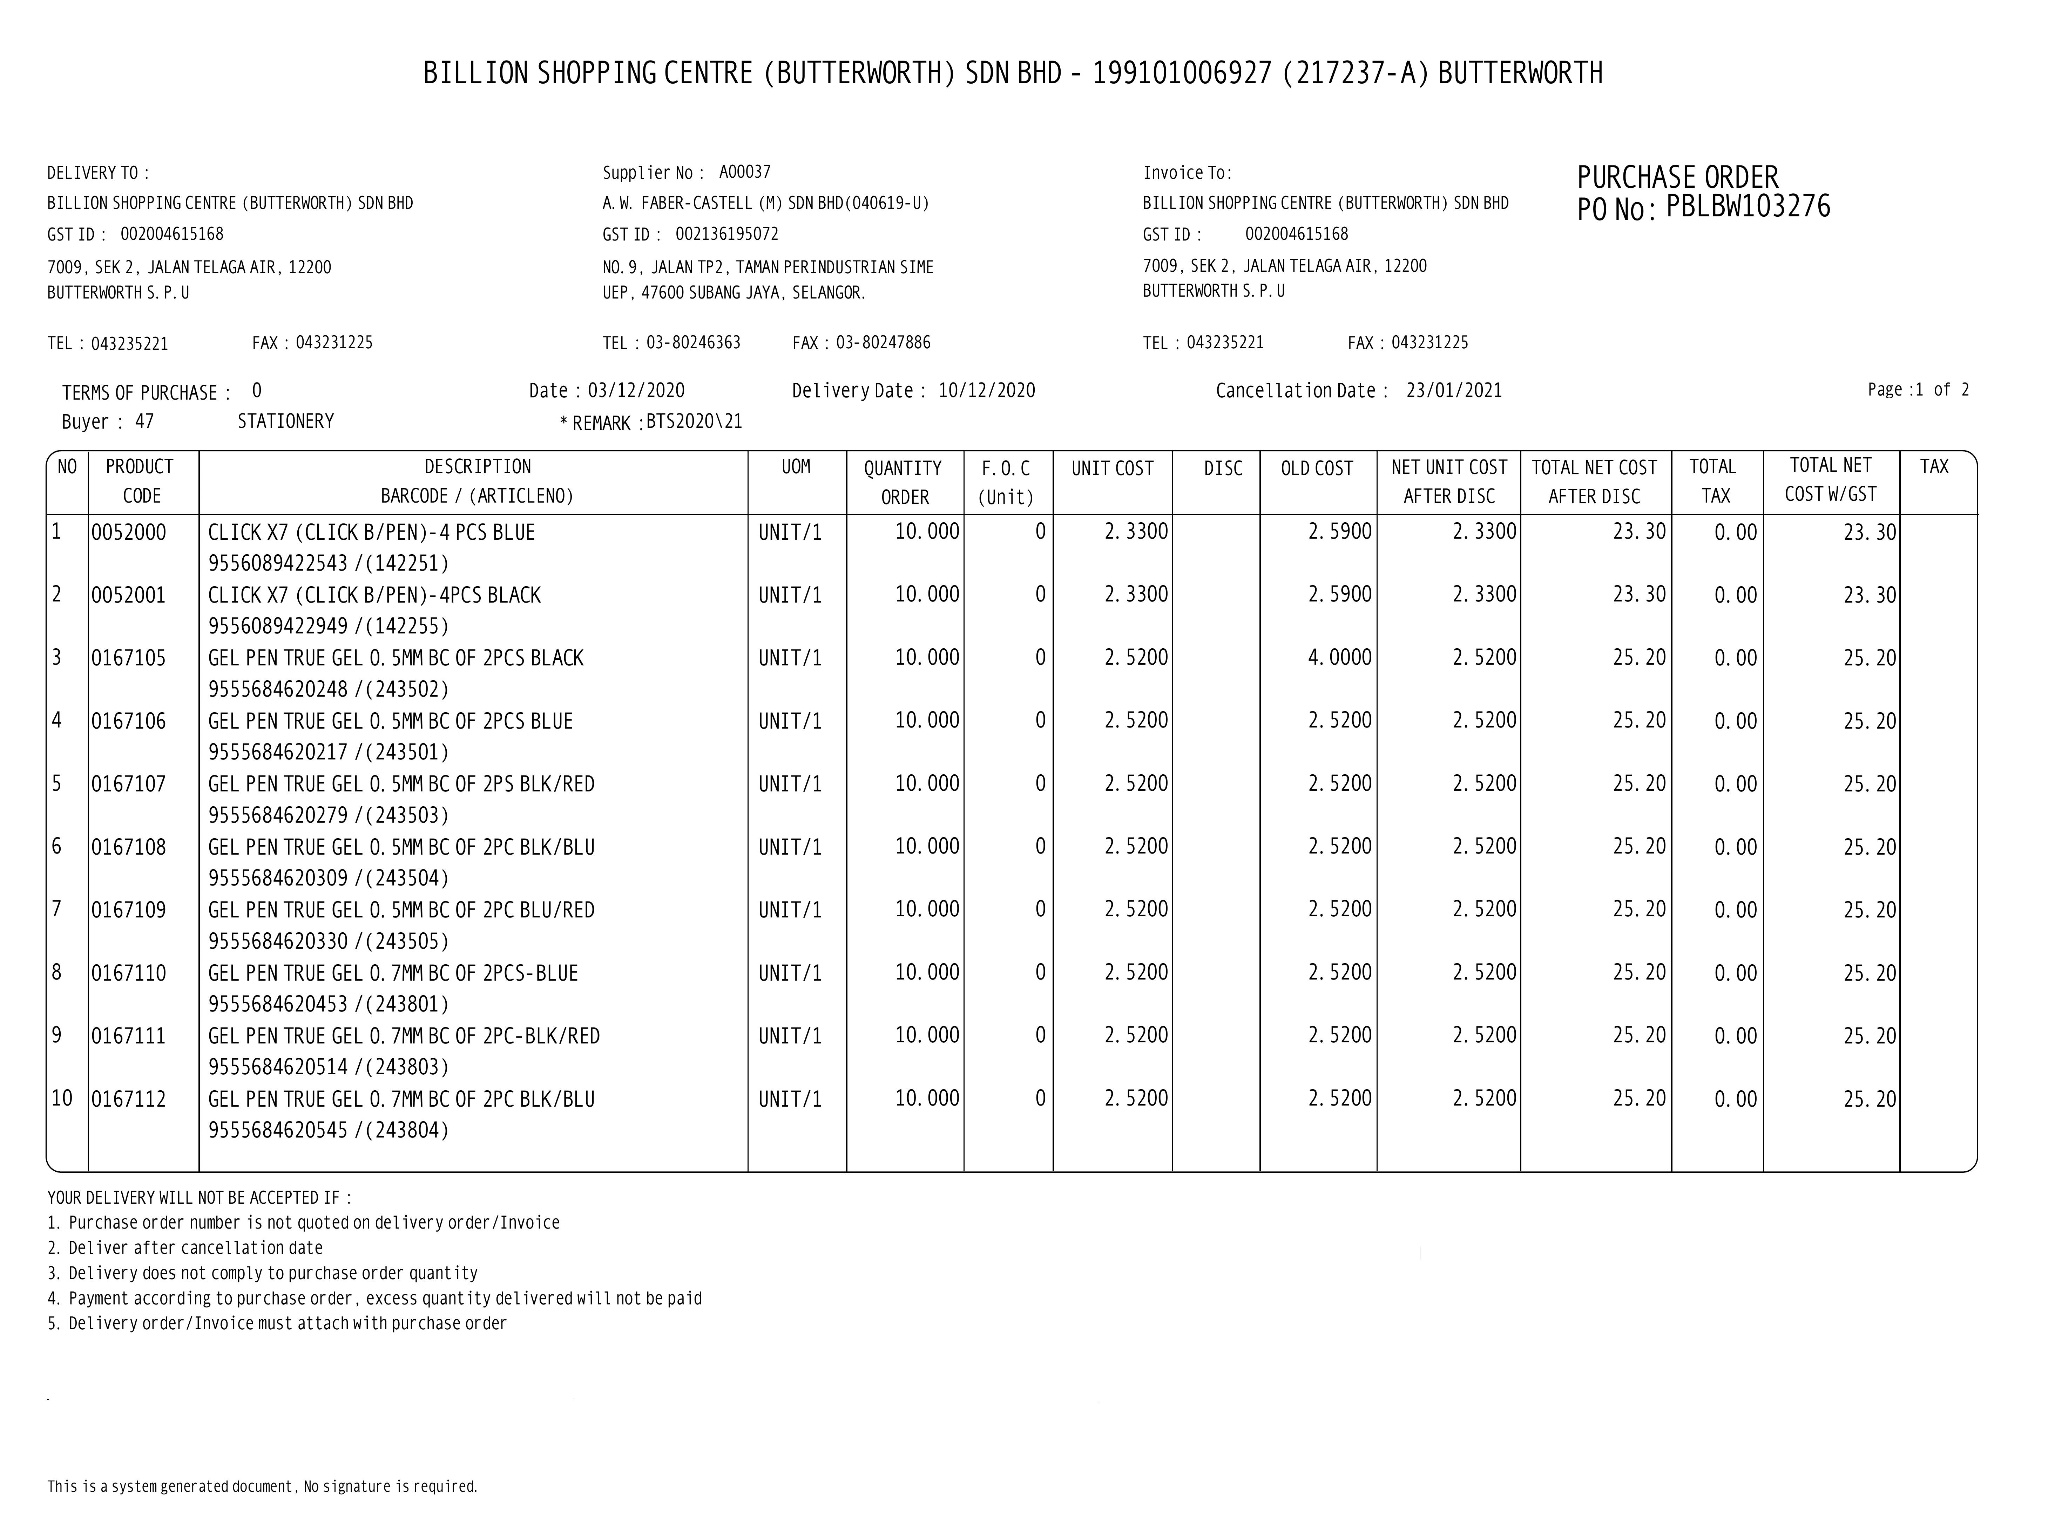 BILLION SHOPPING CENTRE (BUTTERWORTH) SDN BHD - 199101006927 (217237-A) BUTTERWORTH
DELIVERY TO :
BILLION SHOPPING CENTRE (BUTTERWORTH) SDN BHD
GST ID : 002004615168
7009, SEK 2, JALAN TELAGA AIR, 12200
BUTTERWORTH S.P.U
TEL : 043235221 FAX : 043231225
Supplier No : A00037
A.W. FABER-CASTELL (M) SDN BHD(040619-U)
GST ID : 002136195072
NO.9, JALAN TP2, TAMAN PERINDUSTRIAN SIME
UEP, 47600 SUBANG JAYA, SELANGOR.
TEL : 03-80246363 FAX : 03-80247886
Invoice To:
BILLION SHOPPING CENTRE (BUTTERWORTH) SDN BHD
GST ID : 002004615168
7009, SEK 2, JALAN TELAGA AIR, 12200
BUTTERWORTH S.P.U
TEL : 043235221 FAX : 043231225
PURCHASE ORDER
PO No: PBLBW103276
TERMS OF PURCHASE : 0 Date : 03/12/2020 Delivery Date : 10/12/2020 Cancellation Date : 23/01/2021 Page :1 of 2
Buyer : 47 STATIONERY * REMARK :BTS2020\21
NO PRODUCT DESCRIPTION UOM QUANTITY F.O.C UNIT COST DISC OLD COST NET UNIT COST TOTAL NET COST TOTAL TOTAL NET TAX
CODE BARCODE / (ARTICLENO) ORDER (Unit) AFTER DISC AFTER DISC TAX COST W/GST
1 0052000 CLICK X7 (CLICK B/PEN)-4 PCS BLUE UNIT/1 10.000 0 2.3300 2.5900 2.3300 23.30 0.00 23.30
9556089422543 /(142251)
2 0052001 CLICK X7 (CLICK B/PEN)-4PCS BLACK UNIT/1 10.000 0 2.3300 2.5900 2.3300 23.30 0.00 23.30
9556089422949 /(142255)
3 0167105 GEL PEN TRUE GEL 0.5MM BC OF 2PCS BLACK UNIT/1 10.000 0 2.5200 4.0000 2.5200 25.20 0.00 25.20
9555684620248 /(243502)
4 0167106 GEL PEN TRUE GEL 0.5MM BC OF 2PCS BLUE UNIT/1 10.000 0 2.5200 2.5200 2.5200 25.20 0.00 25.20
9555684620217 /(243501)
5 0167107 GEL PEN TRUE GEL 0.5MM BC OF 2PS BLK/RED UNIT/1 10.000 0 2.5200 2.5200 2.5200 25.20 0.00 25.20
9555684620279 /(243503)
6 0167108 GEL PEN TRUE GEL 0.5MM BC OF 2PC BLK/BLU UNIT/1 10.000 0 2.5200 2.5200 2.5200 25.20 0.00 25.20
9555684620309 /(243504)
7 0167109 GEL PEN TRUE GEL 0.5MM BC OF 2PC BLU/RED UNIT/1 10.000 0 2.5200 2.5200 2.5200 25.20 0.00 25.20
9555684620330 /(243505)
8 0167110 GEL PEN TRUE GEL 0.7MM BC OF 2PCS-BLUE UNIT/1 10.000 0 2.5200 2.5200 2.5200 25.20 0.00 25.20
9555684620453 /(243801)
9 0167111 GEL PEN TRUE GEL 0.7MM BC OF 2PC-BLK/RED UNIT/1 10.000 0 2.5200 2.5200 2.5200 25.20 0.00 25.20
9555684620514 /(243803)
10 0167112 GEL PEN TRUE GEL 0.7MM BC OF 2PC BLK/BLU UNIT/1 10.000 0 2.5200 2.5200 2.5200 25.20 0.00 25.20
9555684620545 /(243804)
YOUR DELIVERY WILL NOT BE ACCEPTED IF :
1. Purchase order number is not quoted on delivery order/Invoice
2. Deliver after cancellation date
3. Delivery does not comply to purchase order quantity
4. Payment according to purchase order, excess quantity delivered will not be paid
5. Delivery order/Invoice must attach with purchase order
This is a system generated document, No signature is required.